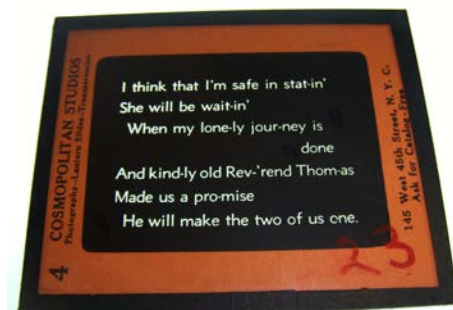 I think that I'm safe in stat-in'
She will be wait-in'
When my lone-ly jour-ney is
done
And kind-ly old Rev-'rend Thom-as
Made us a pro-mise
He will make the two of us one.
4
COSMOPOLITAN STUDIOS
Photography-Lantern Slides-Transparencies
145 West 45th Street, N. Y. C.
Ask for Catalog-Free
23